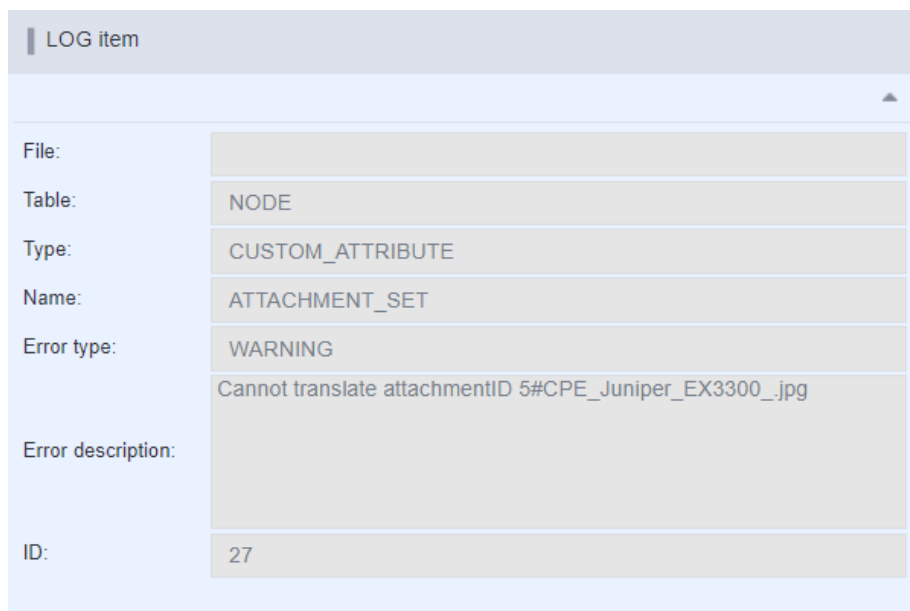 LOG item
File:
Table: NODE
Type: CUSTOM_ATTRIBUTE
Name: ATTACHMENT_SET
Error type: WARNING
Error description: Cannot translate attachmentID 5#CPE_Juniper_EX3300_.jpg
ID: 27